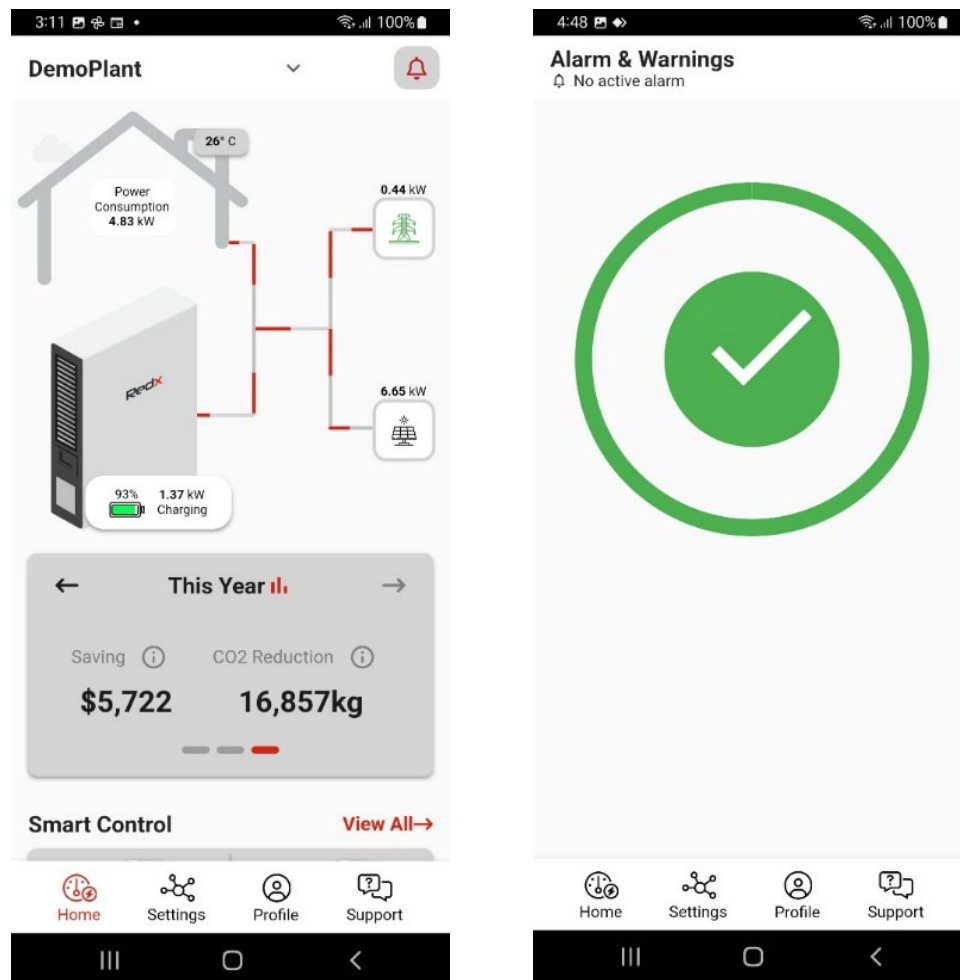 3:11
100%
DemoPlant
26° C
Power
Consumption
4.83 kW
0.44 kW
Redx
6.65 kW
93% 1.37 kW
Charging
This Year
Saving CO2 Reduction
$5,722 16,857kg
Smart Control View All→
Home Settings Profile Support
4:48
100%
Alarm & Warnings
No active alarm
Home Settings Profile Support